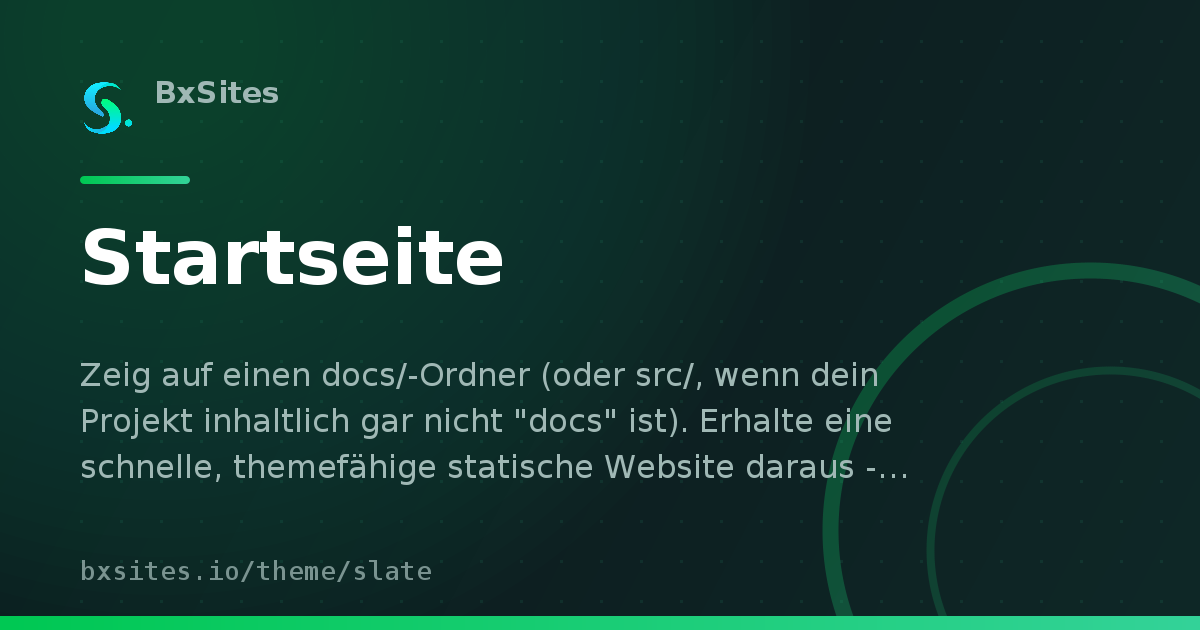 BxSites
Startseite
Zeig auf einen docs/-Ordner (oder src/, wenn dein
Projekt inhaltlich gar nicht "docs" ist). Erhalte eine
schnelle, themefähige statische Website daraus -…
bxsites.io/theme/slate